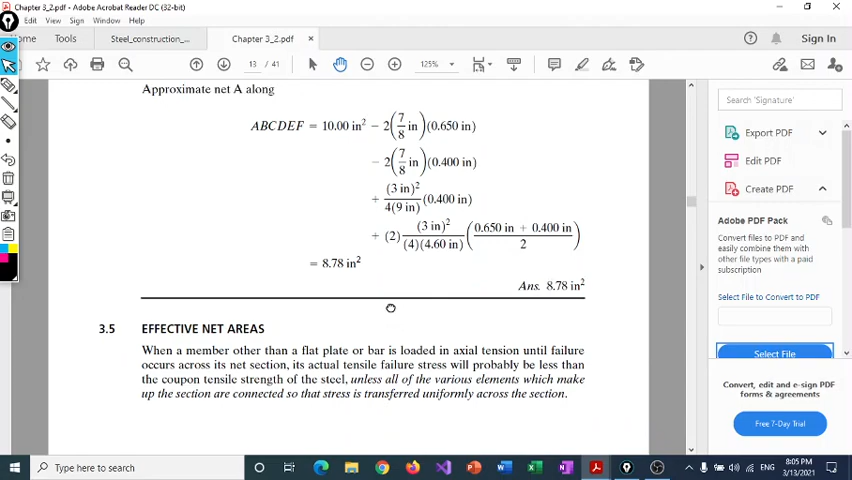 Chapter 3_2.pdf - Adobe Acrobat Reader DC (32-bit)
Edit View Sign Window Help
ome Tools Steel_construction_... Chapter 3_2.pdf × Sign In
13 / 41 125%
Approximate net A along
ABCDEF = 10.00 in² − 2(7/8 in)(0.650 in)
− 2(7/8 in)(0.400 in)
+ (3 in)²/4(9 in) (0.400 in)
+ (2) (3 in)²/(4)(4.60 in) (0.650 in + 0.400 in/2)
= 8.78 in²
Ans. 8.78 in²
3.5 EFFECTIVE NET AREAS
When a member other than a flat plate or bar is loaded in axial tension until failure
occurs across its net section, its actual tensile failure stress will probably be less than
the coupon tensile strength of the steel, unless all of the various elements which make
up the section are connected so that stress is transferred uniformly across the section.
Search 'Signature'
Export PDF
Edit PDF
Create PDF
Adobe PDF Pack
Convert files to PDF and
easily combine them with
other file types with a paid
subscription
Select File to Convert to PDF
Select File
Convert, edit and e-sign PDF
forms & agreements
Free 7-Day Trial
Type here to search
ENG
8:05 PM
3/13/2021